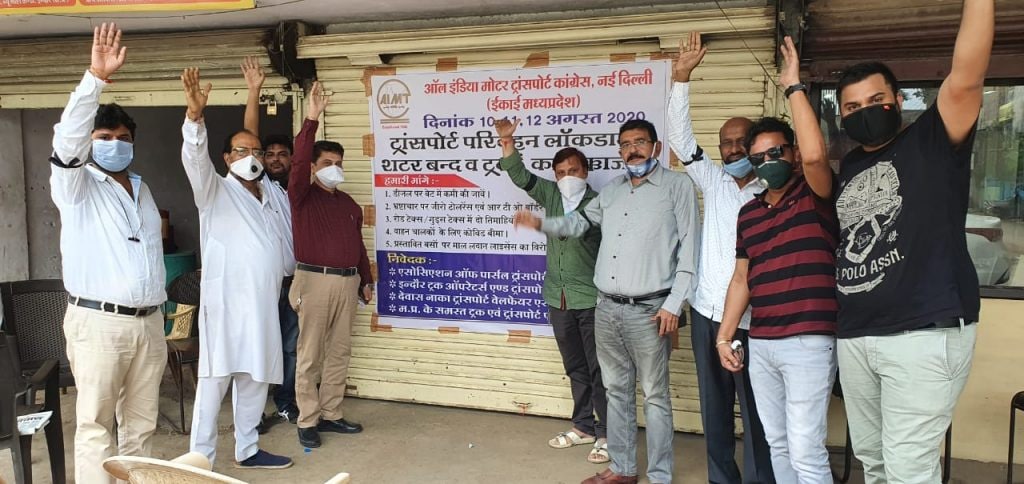 AIMT
ऑल इंडिया मोटर ट्रांसपोर्ट कांग्रेस, नई दिल्ली
(ईकाई मध्यप्रदेश)
दिनांक 10, 11, 12 अगस्त 2020
ट्रांसपोर्ट परिवहन लॉकडा
शटर बन्द व
हमारी मांगे :-
1. डीजल पर वेट में कमी की जायें।
2. भ्रष्टाचार पर जीरो टोलरेंस एवं आर टी ओ बॉर्डर
3. रोड टेक्स/ गुड्स टेक्स में दो तिमाही
4. वाहन चालकों के लिए कोविड बीमा।
5. प्रस्तावित बसों पर माल लदान लाइसेंस का विरो
निवेदक :-
* एसोसिएशन ऑफ पार्सल ट्रांसपो
* इन्दौर ट्रक ऑपरेटर्स एण्ड ट्रांसपो
* देवास नाका ट्रांसपोर्ट वेलफेयर ए
* म.प्र. के समस्त ट्रक एवं ट्रांसपोर्ट
POLO ASSN.